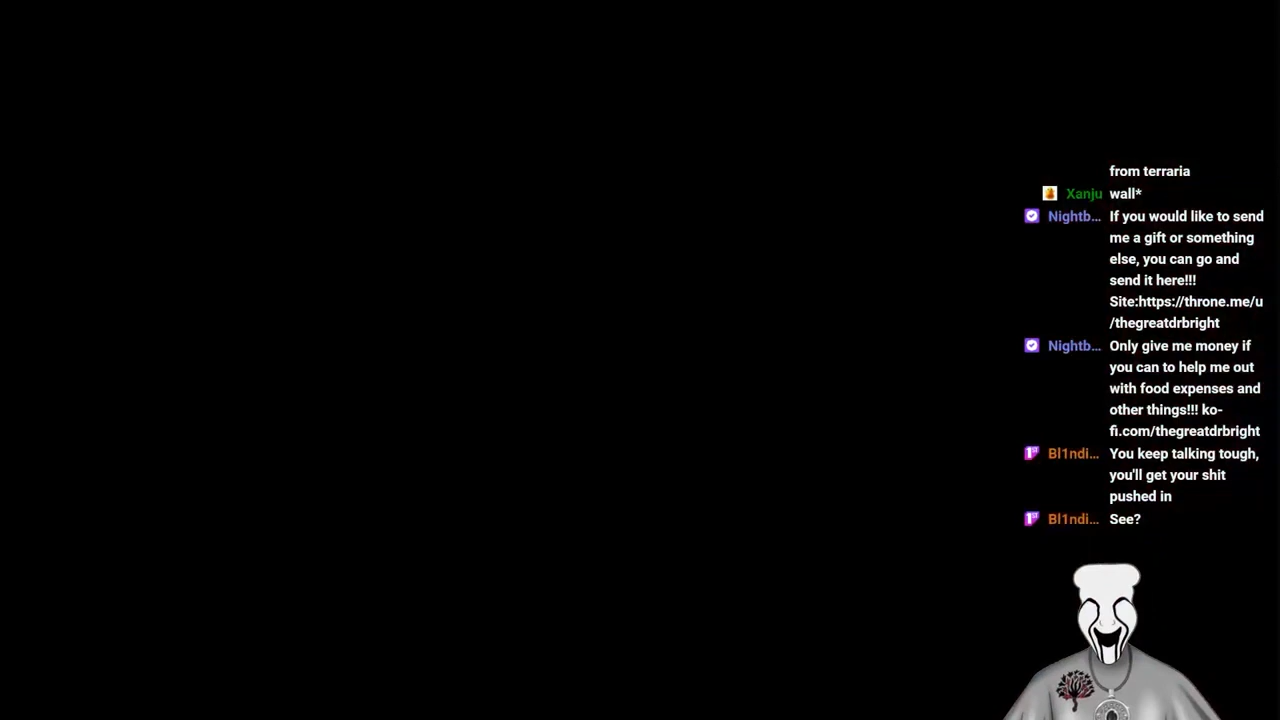 from terraria
Xanju wall*
Nightb... If you would like to send
me a gift or something
else, you can go and
send it here!!!
Site:https://throne.me/u
/thegreatdrbright
Nightb... Only give me money if
you can to help me out
with food expenses and
other things!!! ko-
fi.com/thegreatdrbright
Bl1ndi... You keep talking tough,
you'll get your shit
pushed in
Bl1ndi... See?